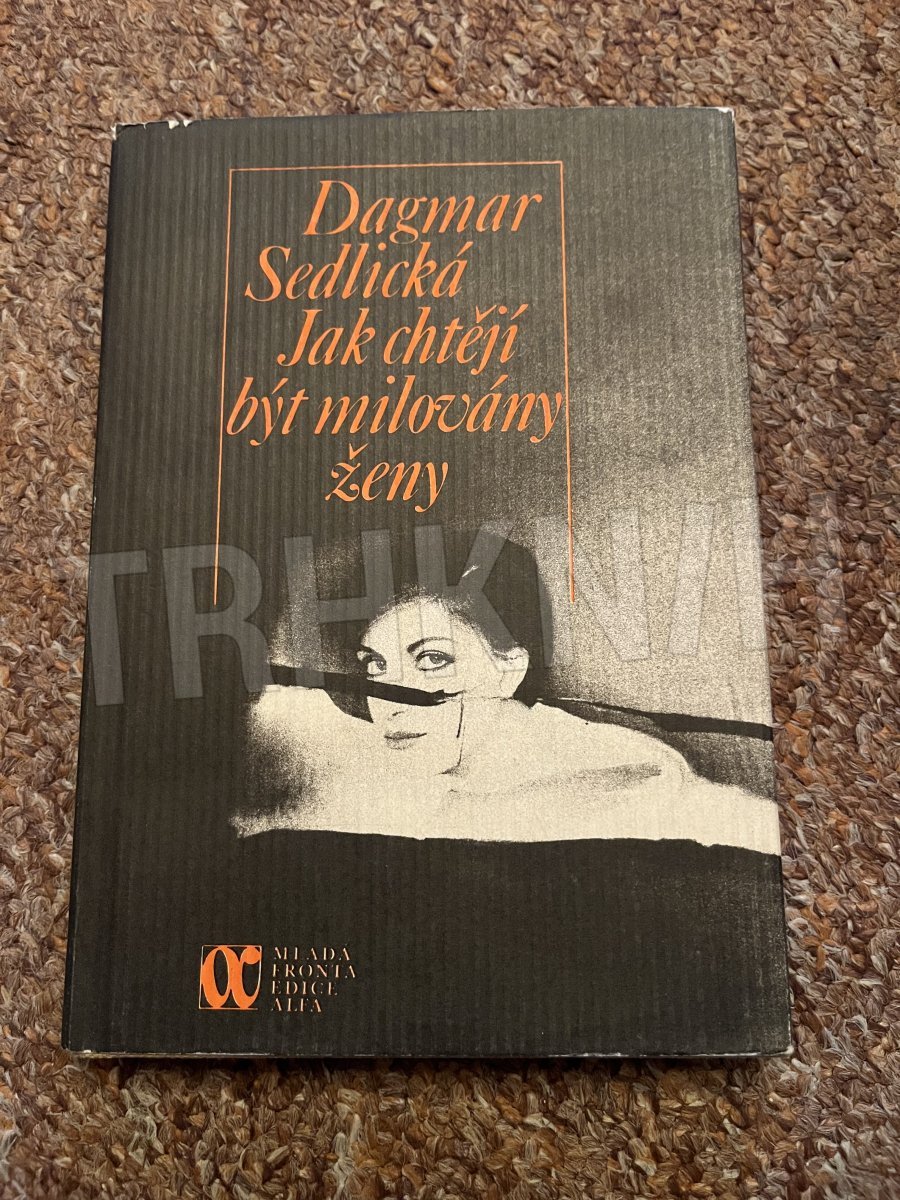 Dagmar
Sedlická
Jak chtějí
být milovány
ženy
TRHKNIH
α
MLADÁ
FRONTA
EDICE
ALFA